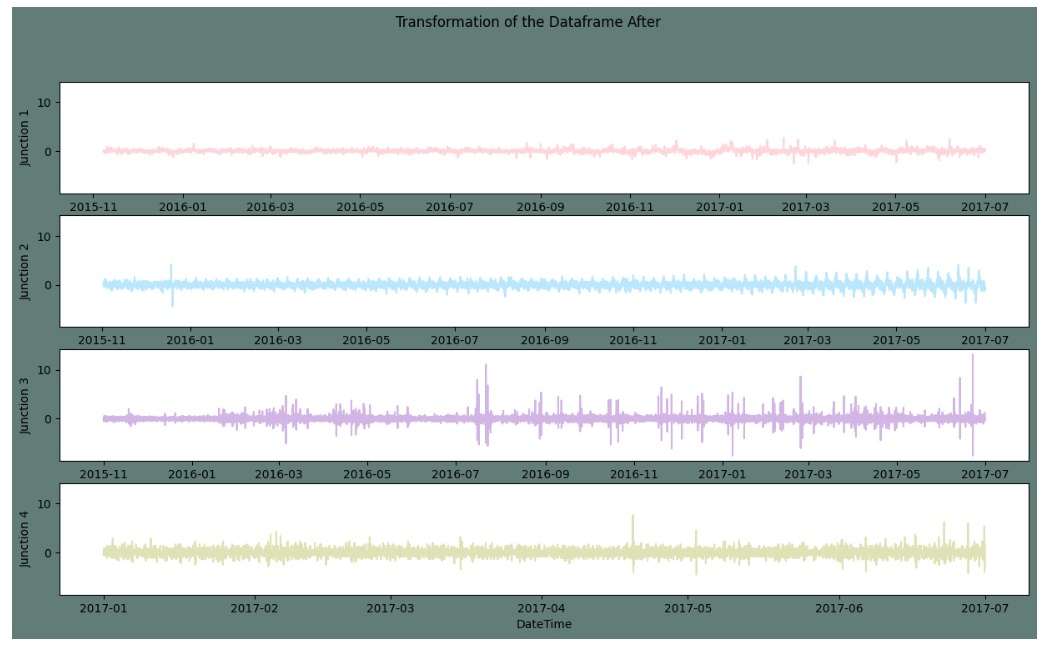 Transformation of the Dataframe After
Junction 1
10
0
2015-11 2016-01 2016-03 2016-05 2016-07 2016-09 2016-11 2017-01 2017-03 2017-05 2017-07
Junction 2
10
0
2015-11 2016-01 2016-03 2016-05 2016-07 2016-09 2016-11 2017-01 2017-03 2017-05 2017-07
Junction 3
10
0
2015-11 2016-01 2016-03 2016-05 2016-07 2016-09 2016-11 2017-01 2017-03 2017-05 2017-07
Junction 4
10
0
2017-01 2017-02 2017-03 2017-04 2017-05 2017-06 2017-07
DateTime